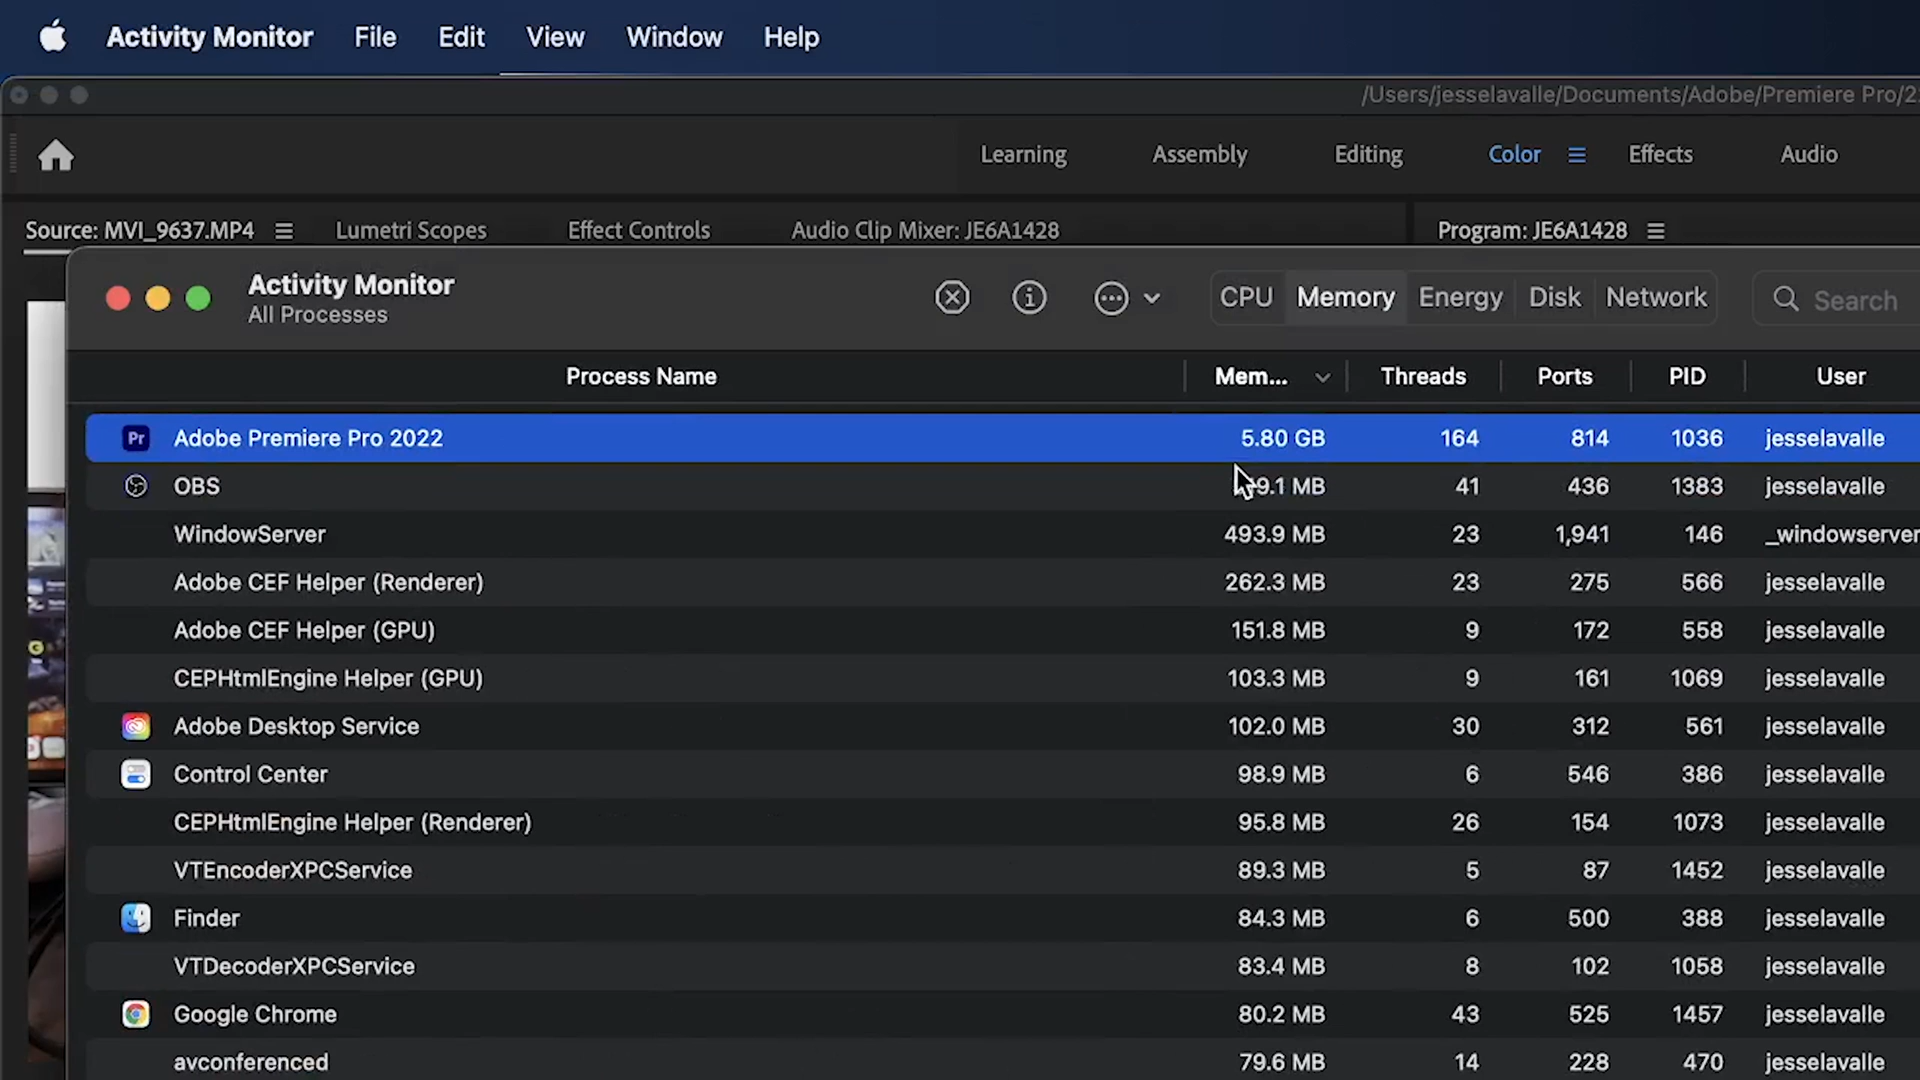 Activity Monitor File Edit View Window Help
/Users/jesselavalle/Documents/Adobe/Premiere Pro/2
Learning Assembly Editing Color Effects Audio
Source: MVI_9637.MP4 Lumetri Scopes Effect Controls Audio Clip Mixer: JE6A1428 Program: JE6A1428
Activity Monitor
All Processes
CPU Memory Energy Disk Network Search
Process Name Mem... Threads Ports PID User
Pr Adobe Premiere Pro 2022 5.80 GB 164 814 1036 jesselavalle
OBS 9.1 MB 41 436 1383 jesselavalle
WindowServer 493.9 MB 23 1,941 146 _windowserver
Adobe CEF Helper (Renderer) 262.3 MB 23 275 566 jesselavalle
Adobe CEF Helper (GPU) 151.8 MB 9 172 558 jesselavalle
CEPHtmlEngine Helper (GPU) 103.3 MB 9 161 1069 jesselavalle
Adobe Desktop Service 102.0 MB 30 312 561 jesselavalle
Control Center 98.9 MB 6 546 386 jesselavalle
CEPHtmlEngine Helper (Renderer) 95.8 MB 26 154 1073 jesselavalle
VTEncoderXPCService 89.3 MB 5 87 1452 jesselavalle
Finder 84.3 MB 6 500 388 jesselavalle
VTDecoderXPCService 83.4 MB 8 102 1058 jesselavalle
Google Chrome 80.2 MB 43 525 1457 jesselavalle
avconferenced 79.6 MB 14 228 470 jesselavalle